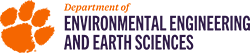 Department of
ENVIRONMENTAL ENGINEERING
AND EARTH SCIENCES